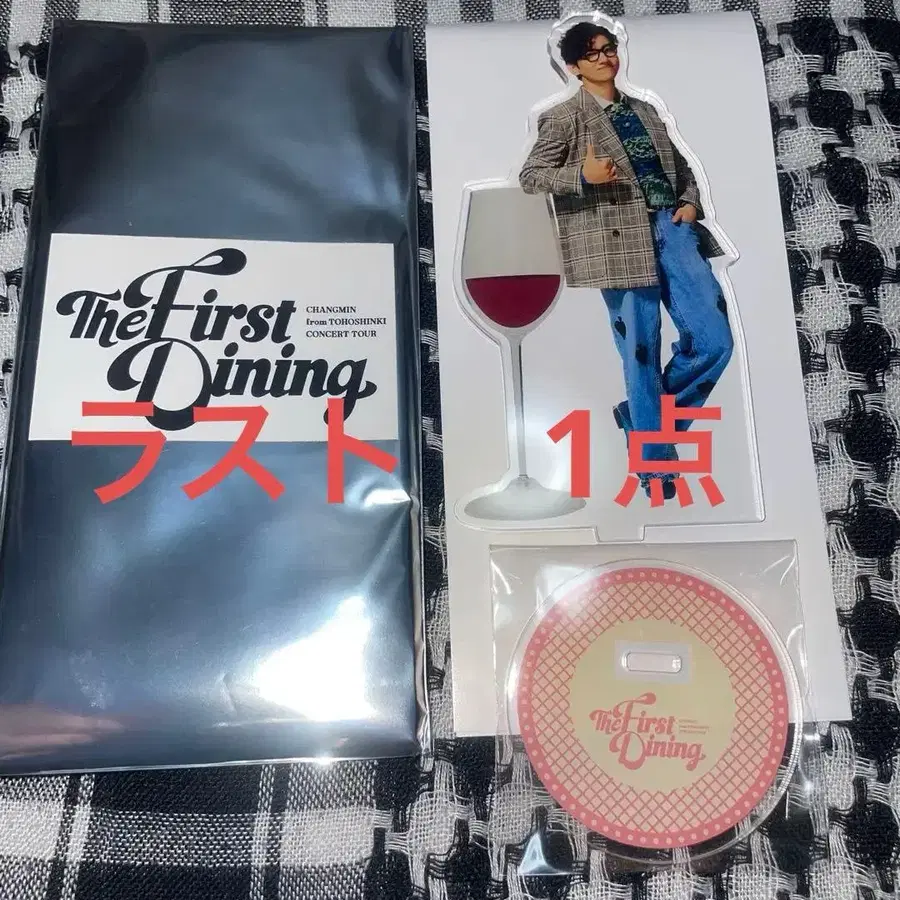 The First
Dining
CHANGMIN
from TOHOSHINKI
CONCERT TOUR
ラスト 1点
The First
Dining